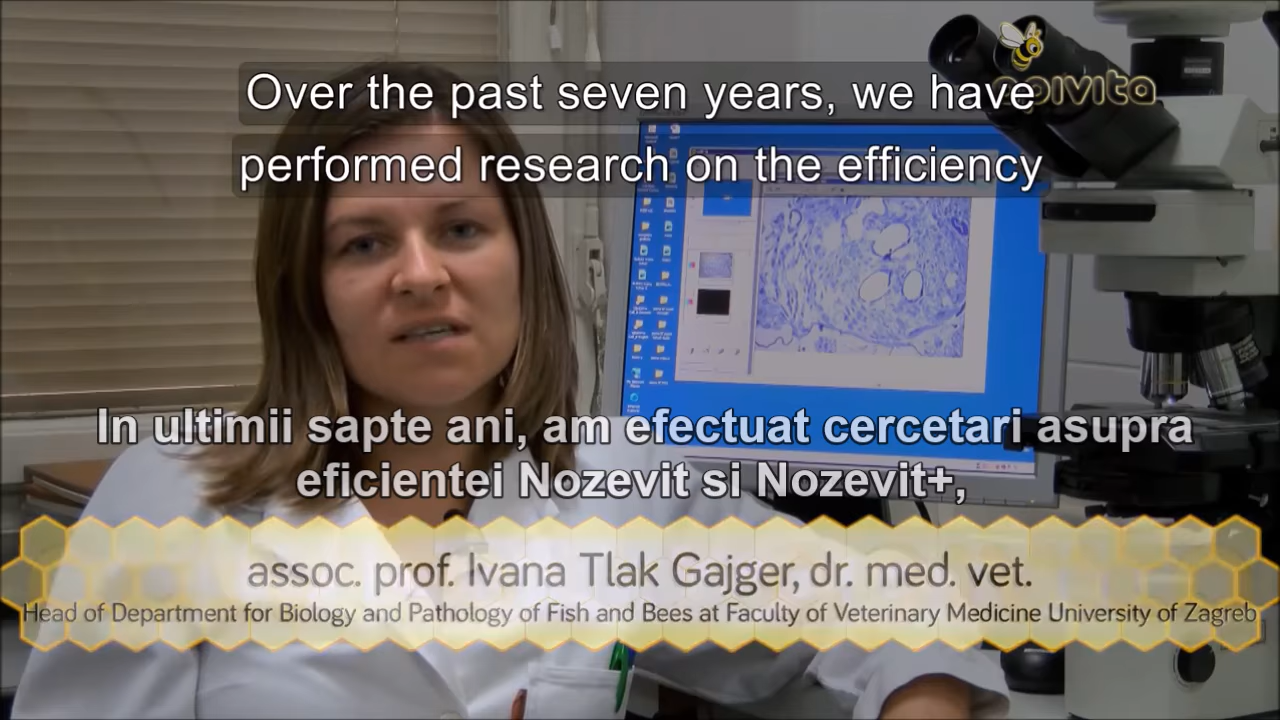 apivita
Over the past seven years, we have
performed research on the efficiency
In ultimii sapte ani, am efectuat cercetari asupra
eficientei Nozevit si Nozevit+,
assoc. prof. Ivana Tlak Gajger, dr. med. vet.
Head of Department for Biology and Pathology of Fish and Bees at Faculty of Veterinary Medicine University of Zagreb